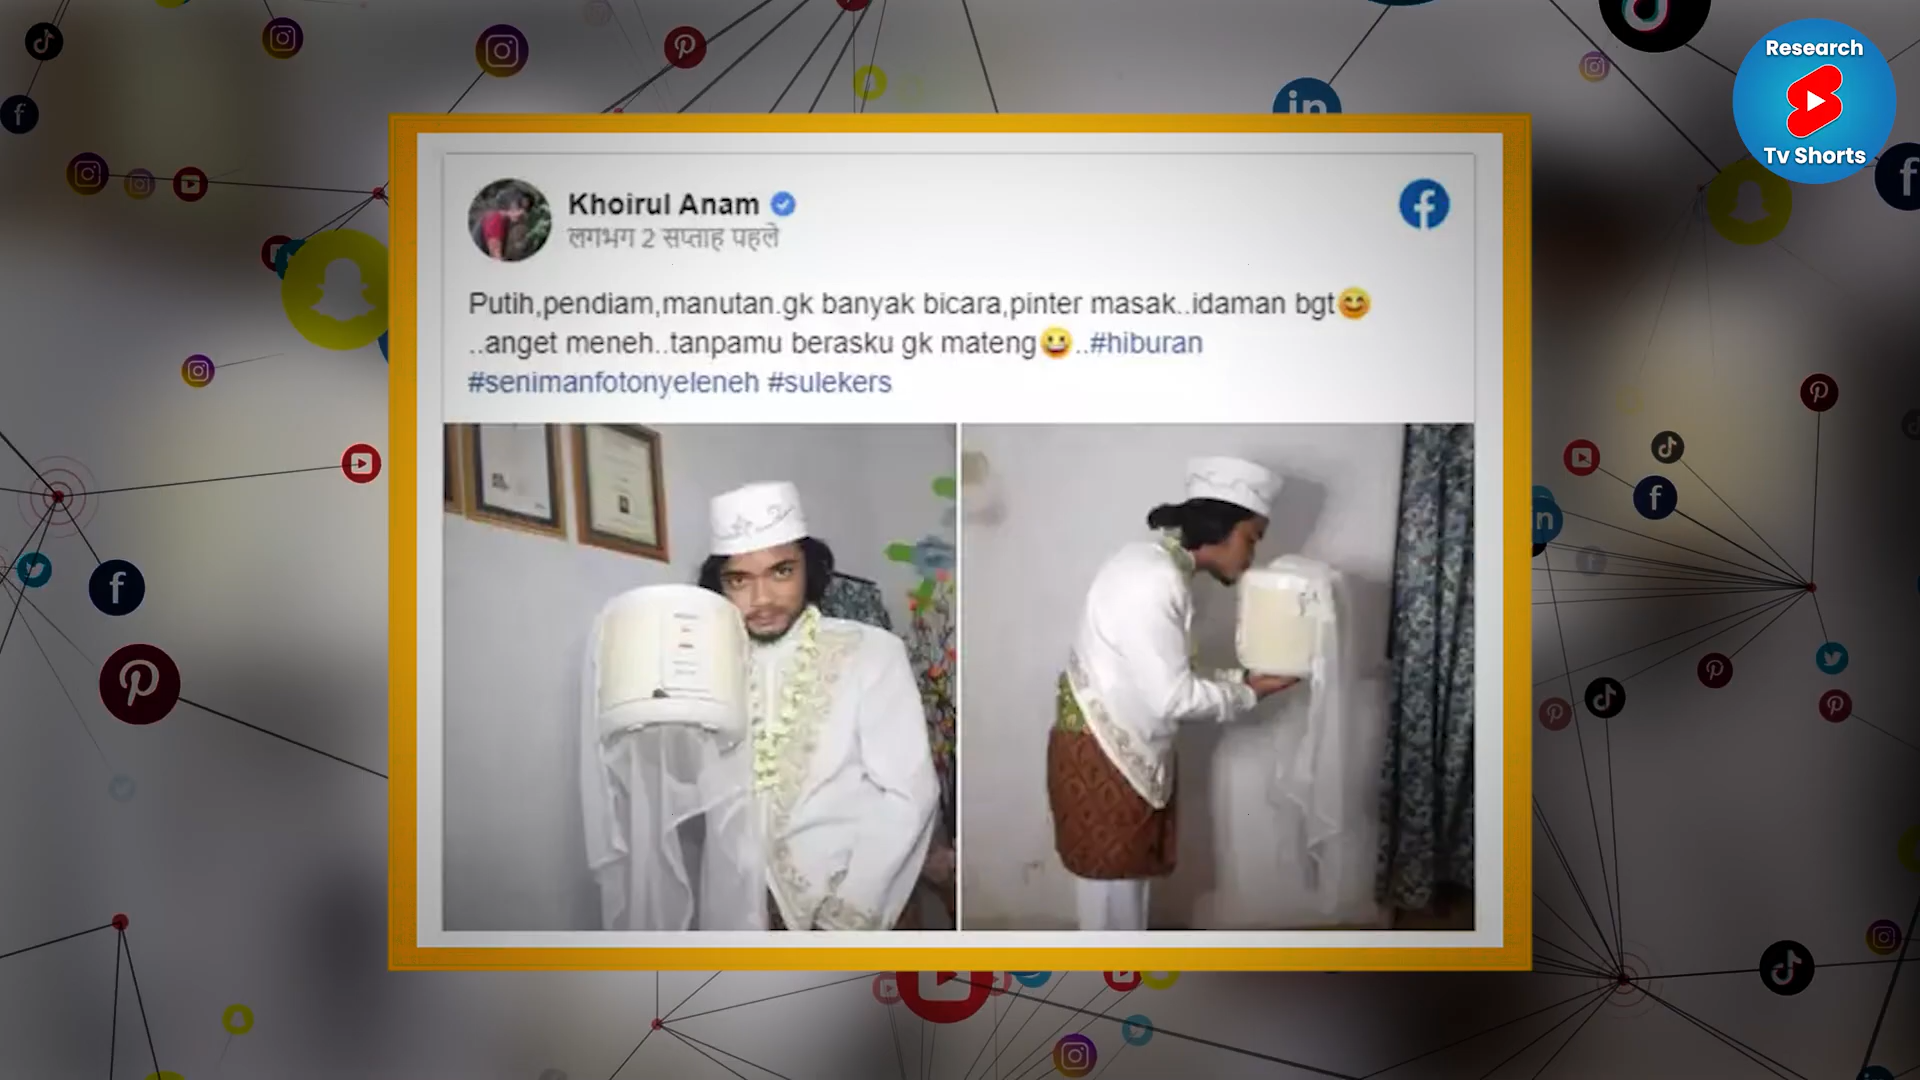 Research
Tv Shorts
Khoirul Anam
लगभग 2 सप्ताह पहले
Putih,pendiam,manutan.gk banyak bicara,pinter masak..idaman bgt😊
..anget meneh..tanpamu berasku gk mateng😀..#hiburan
#senimanfotonyeleneh #sulekers